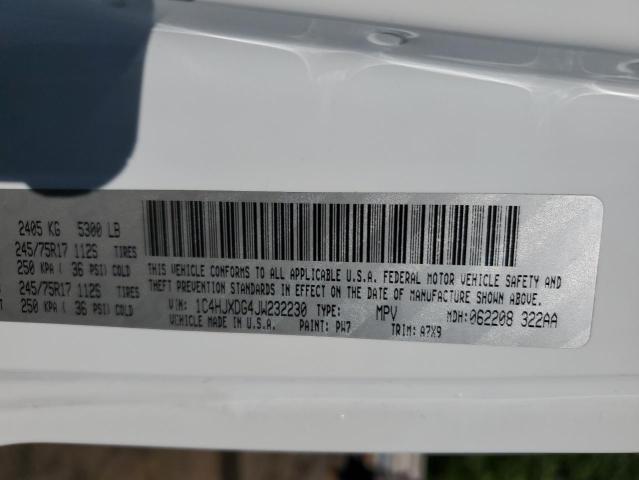 2405 KG 5300 LB
245/75R17 112S TIRES
250 KPA ( 36 PSI) COLD
245/75R17 112S TIRES
250 KPA ( 36 PSI) COLD
THIS VEHICLE CONFORMS TO ALL APPLICABLE U.S.A. FEDERAL MOTOR VEHICLE SAFETY AND
THEFT PREVENTION STANDARDS IN EFFECT ON THE DATE OF MANUFACTURE SHOWN ABOVE.
VIN: 1C4HJXDG4JW232230 TYPE: MPV MDH:062208 322AA
VEHICLE MADE IN U.S.A. PAINT: PW7 TRIM: A7X9